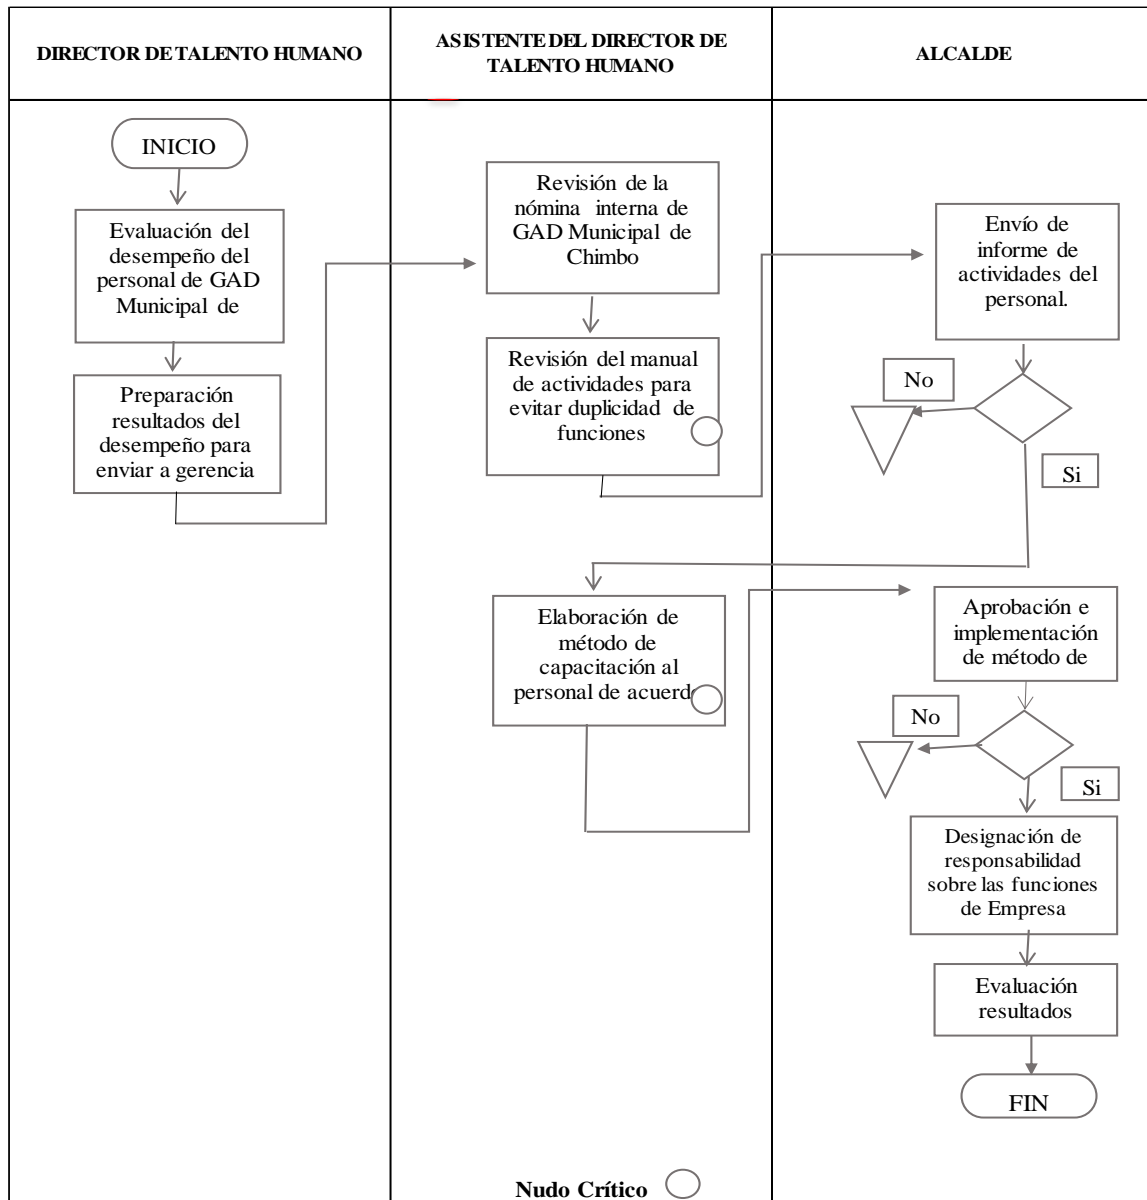 DIRECTOR DE TALENTO HUMANO
ASISTENTE DEL DIRECTOR DE
TALENTO HUMANO
ALCALDE
INICIO
Evaluación del
desempeño del
personal de GAD
Municipal de
Preparación
resultados del
desempeño para
enviar a gerencia
Revisión de la
nómina interna de
GAD Municipal de
Chimbo
Revisión del manual
de actividades para
evitar duplicidad de
funciones
Envío de
informe de
actividades del
personal.
No
Si
Elaboración de
método de
capacitación al
personal de acuerdo
Aprobación e
implementación
de método de
No
Si
Designación de
responsabilidad
sobre las funciones
de Empresa
Evaluación
resultados
FIN
Nudo Crítico